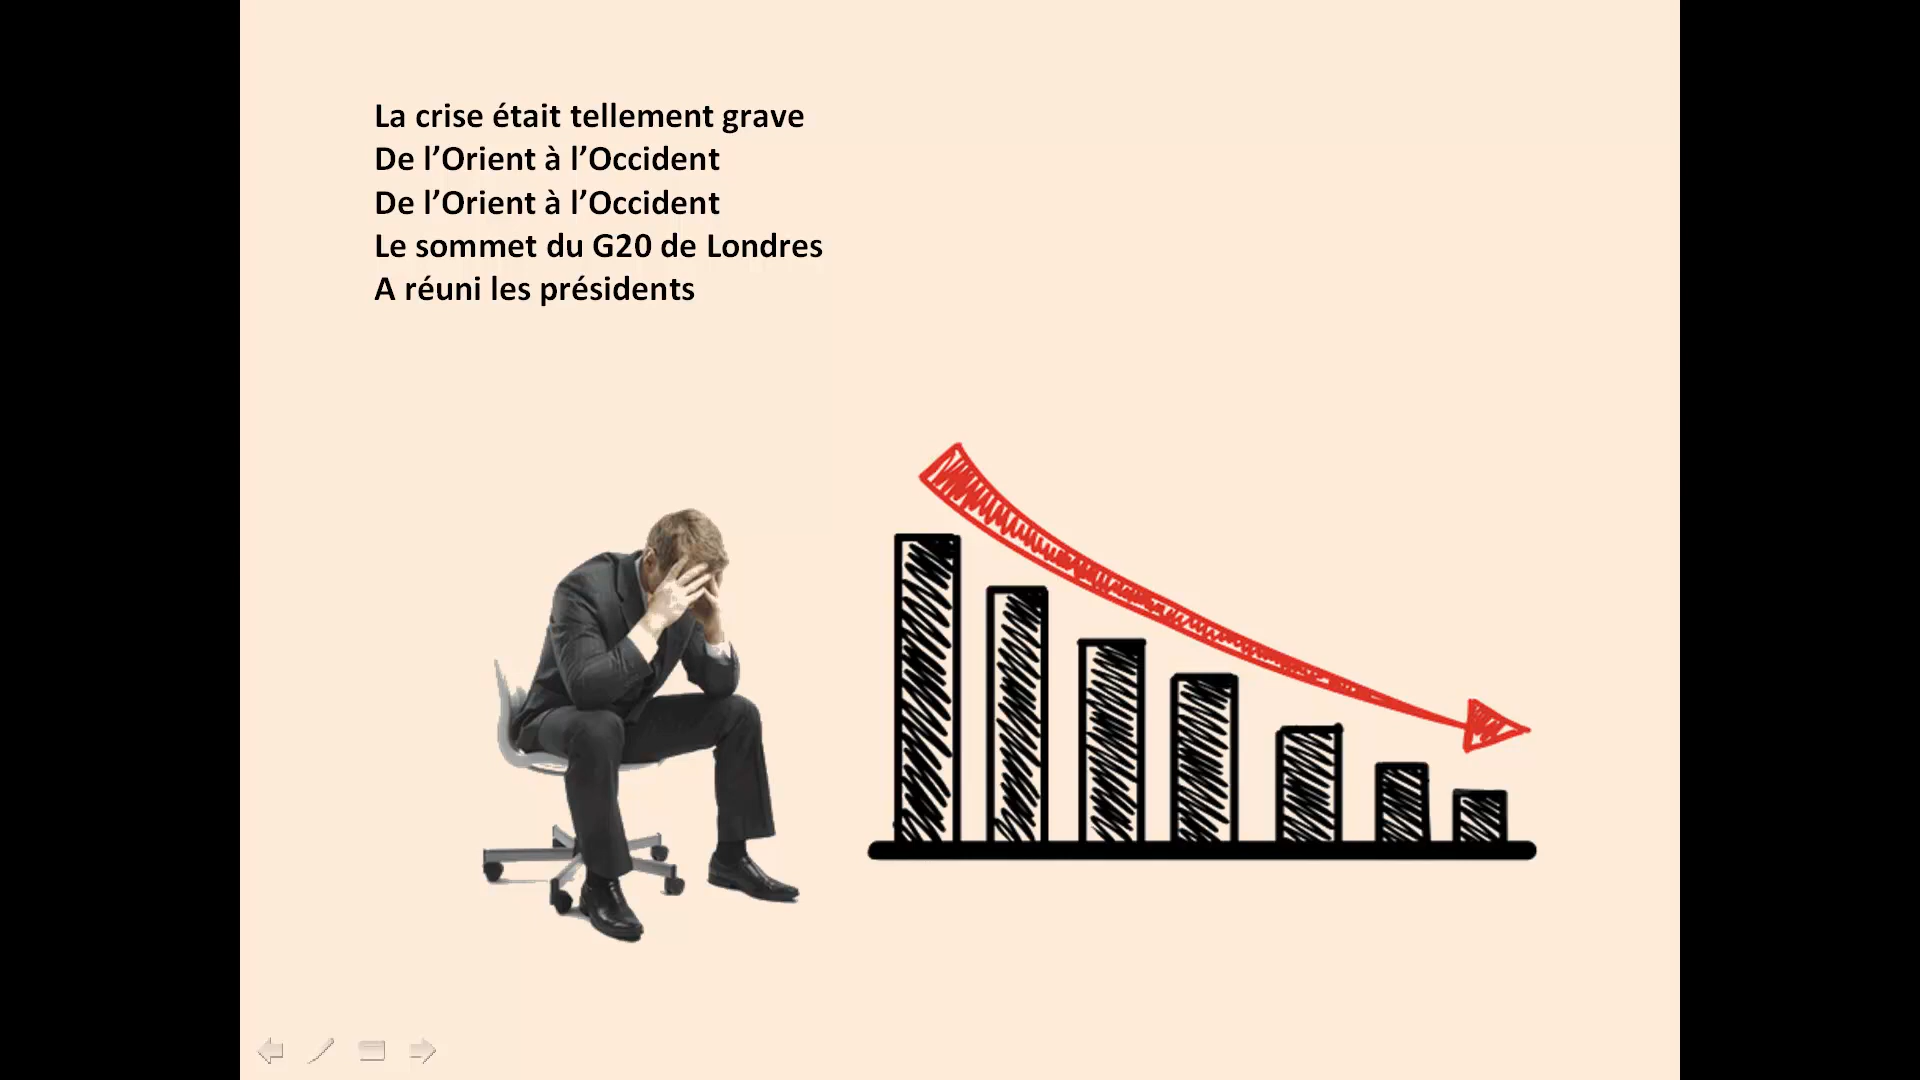 La crise était tellement grave
De l’Orient à l’Occident
De l’Orient à l’Occident
Le sommet du G20 de Londres
A réuni les présidents